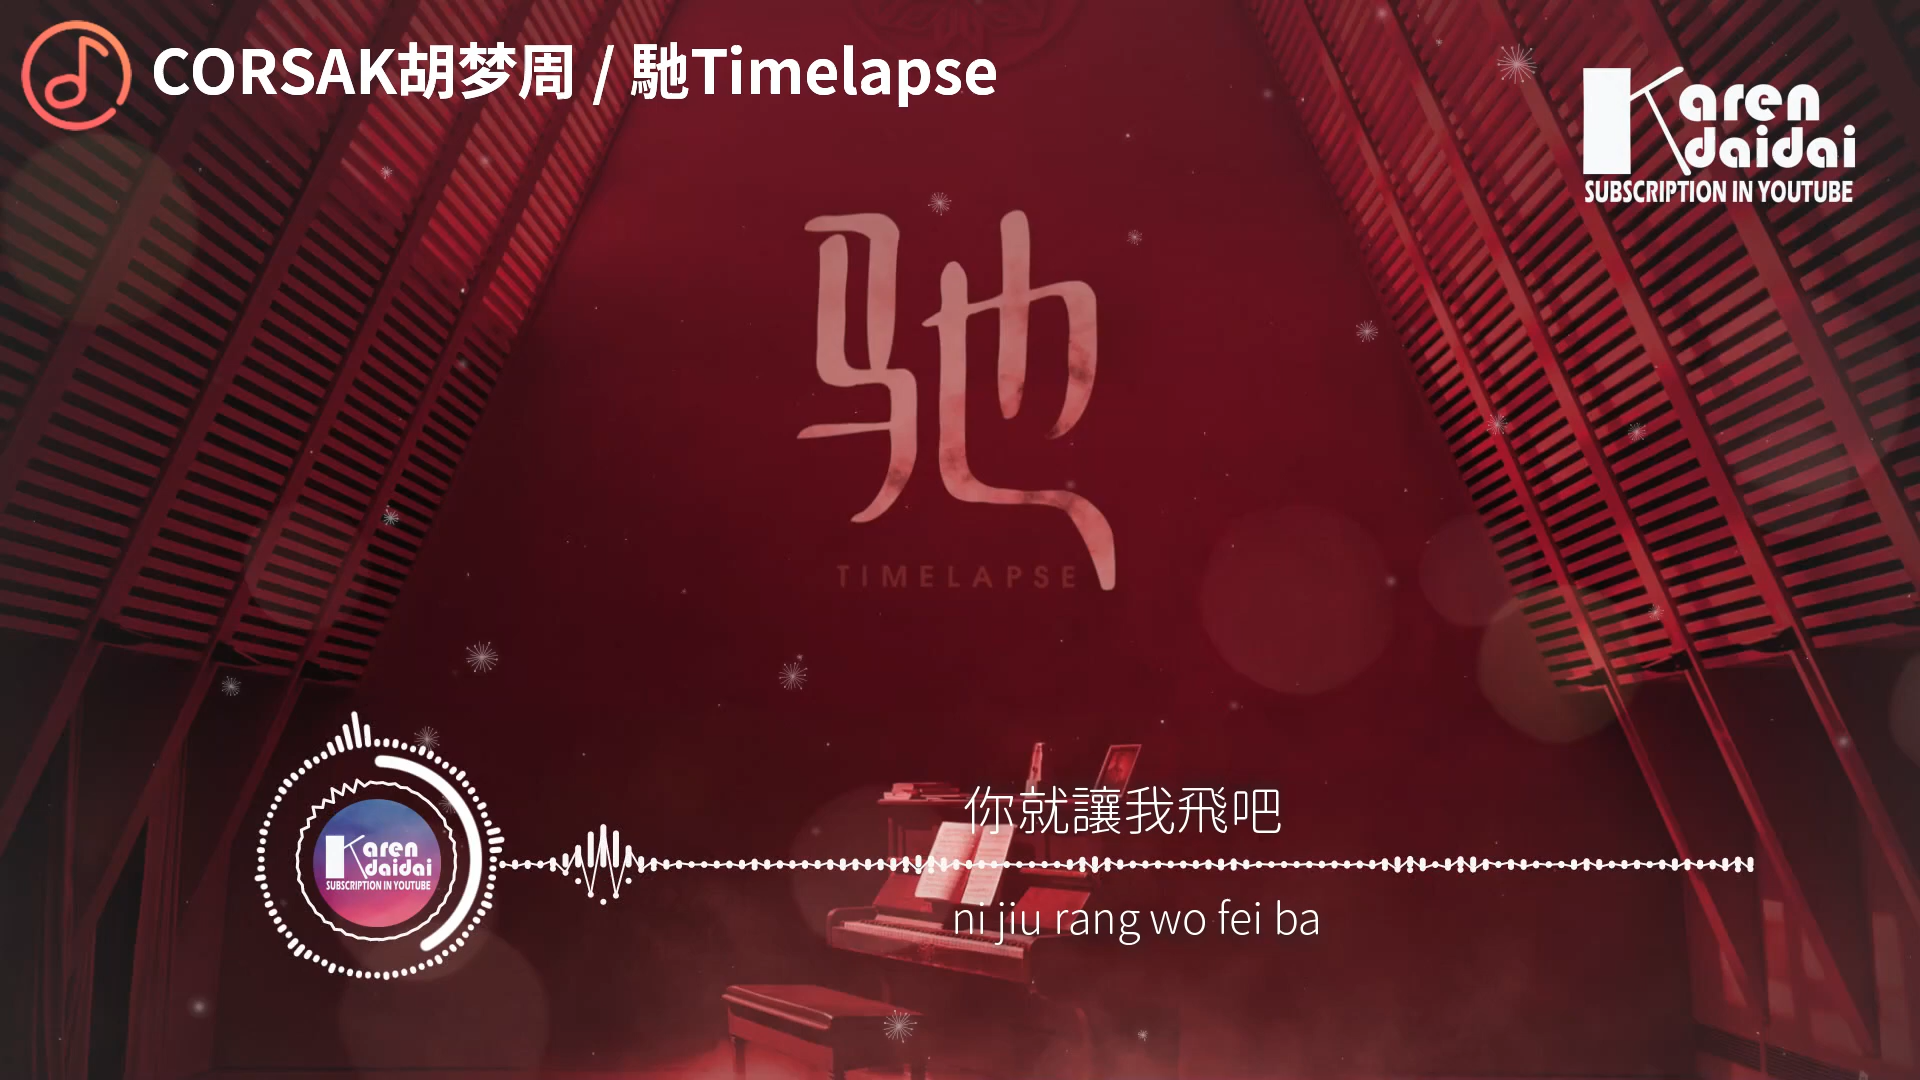 CORSAK胡梦周 / 馳Timelapse
Karen
daidai
SUBSCRIPTION IN YOUTUBE
驰
TIMELAPSE
你就讓我飛吧
Karen
daidai
SUBSCRIPTION IN YOUTUBE
ni jiu rang wo fei ba